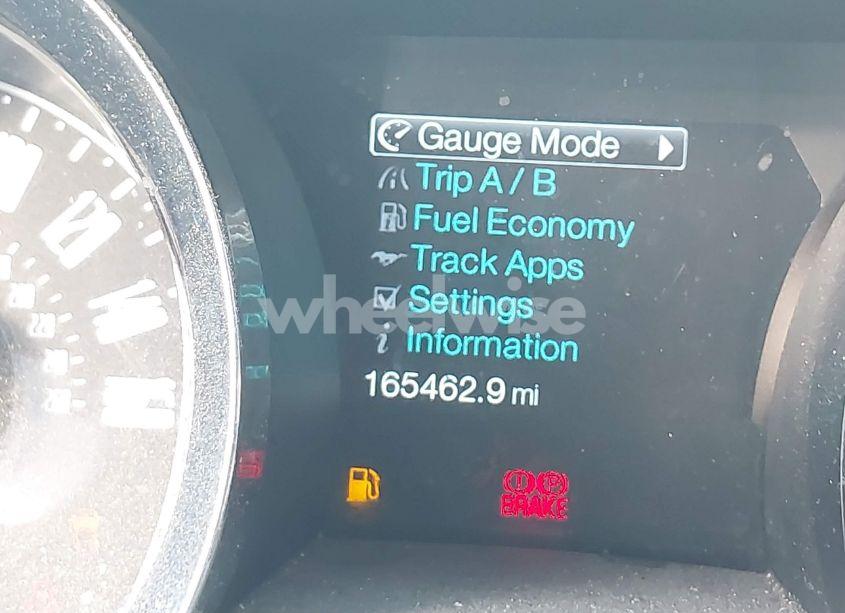 Gauge Mode
Trip A / B
Fuel Economy
Track Apps
Settings
wheelwise
Information
165462.9 mi
BRAKE